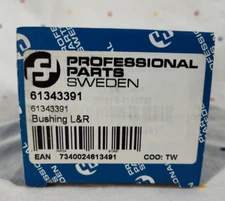 PROFESSIONAL
PARTS
SWEDEN
61343391
61343391
Bushing L&R
EAN 7340024613491 COO: TW